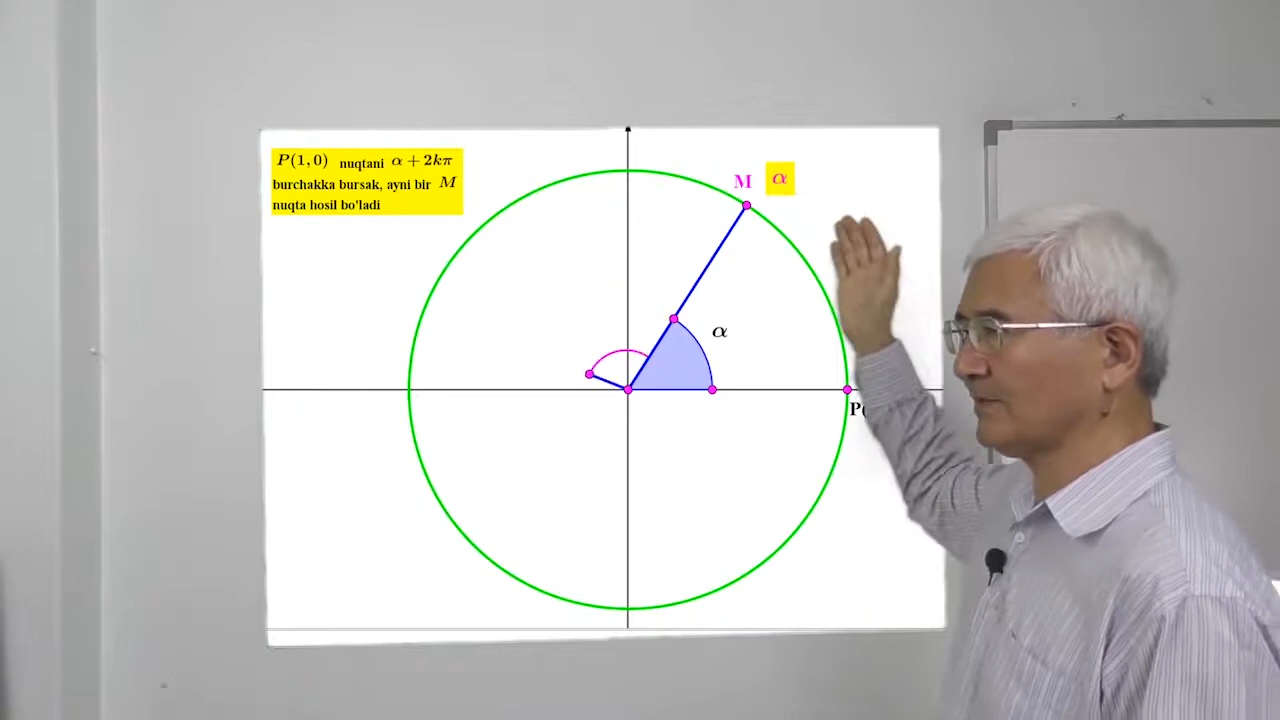 P(1, 0) nuqtani α + 2kπ
burchakka bursak, ayni bir M
nuqta hosil bo'ladi
M α
α
P(